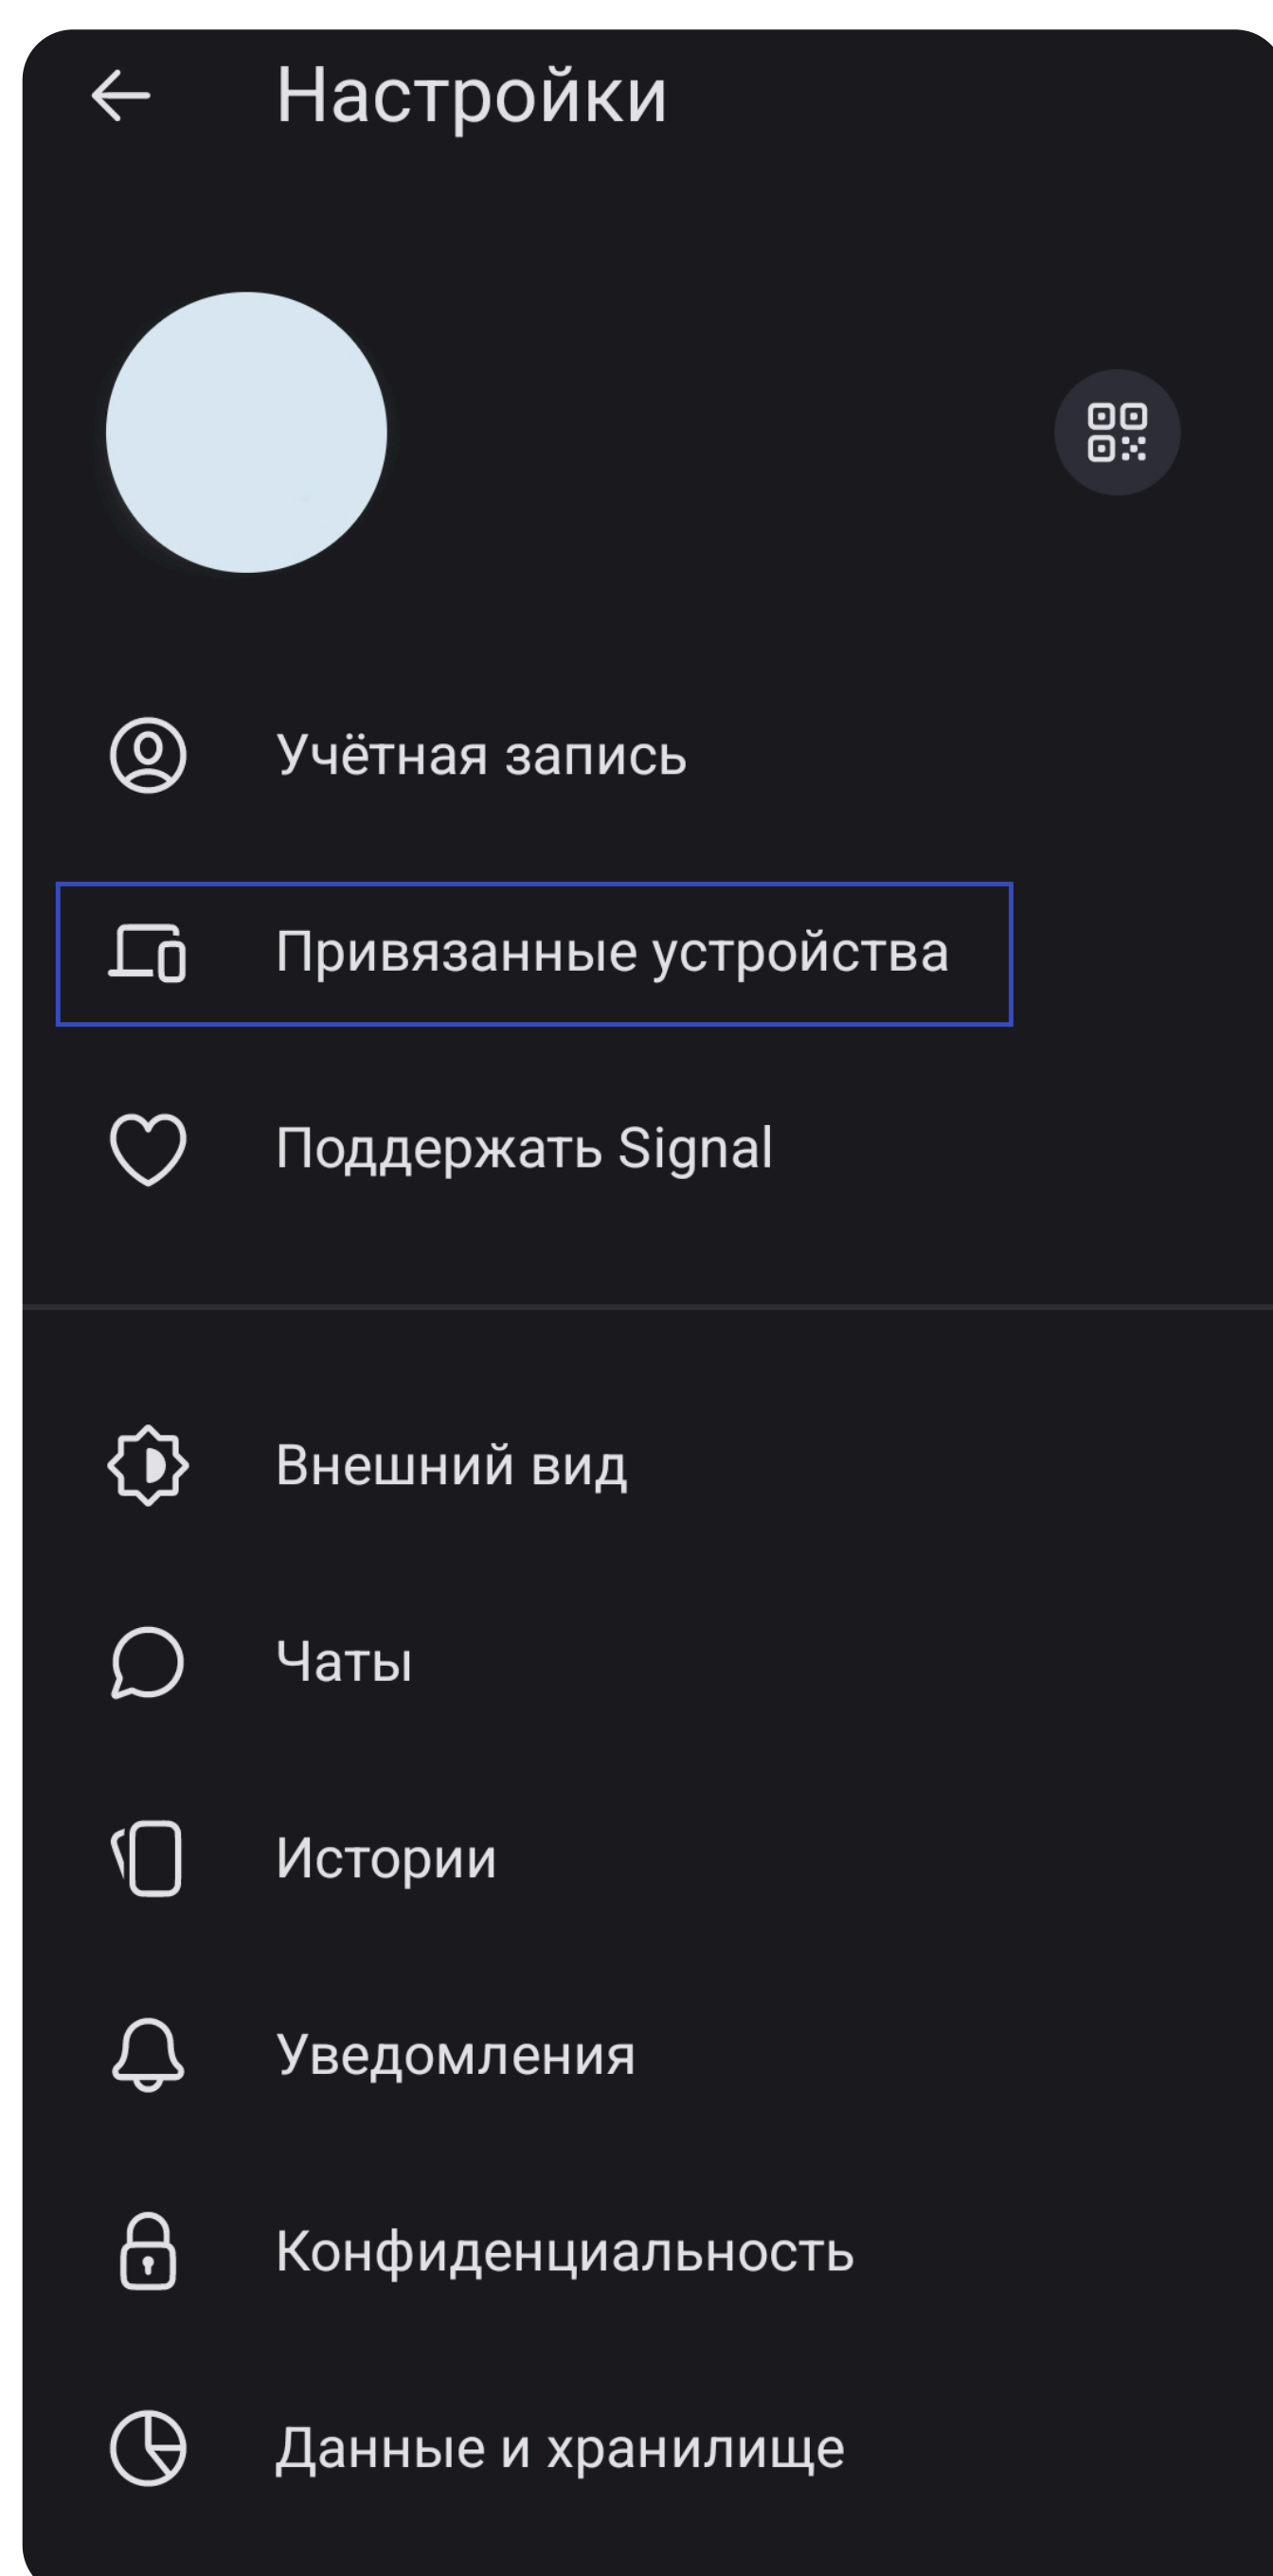 Настройки
Учётная запись
Привязанные устройства
Поддержать Signal
Внешний вид
Чаты
Истории
Уведомления
Конфиденциальность
Данные и хранилище